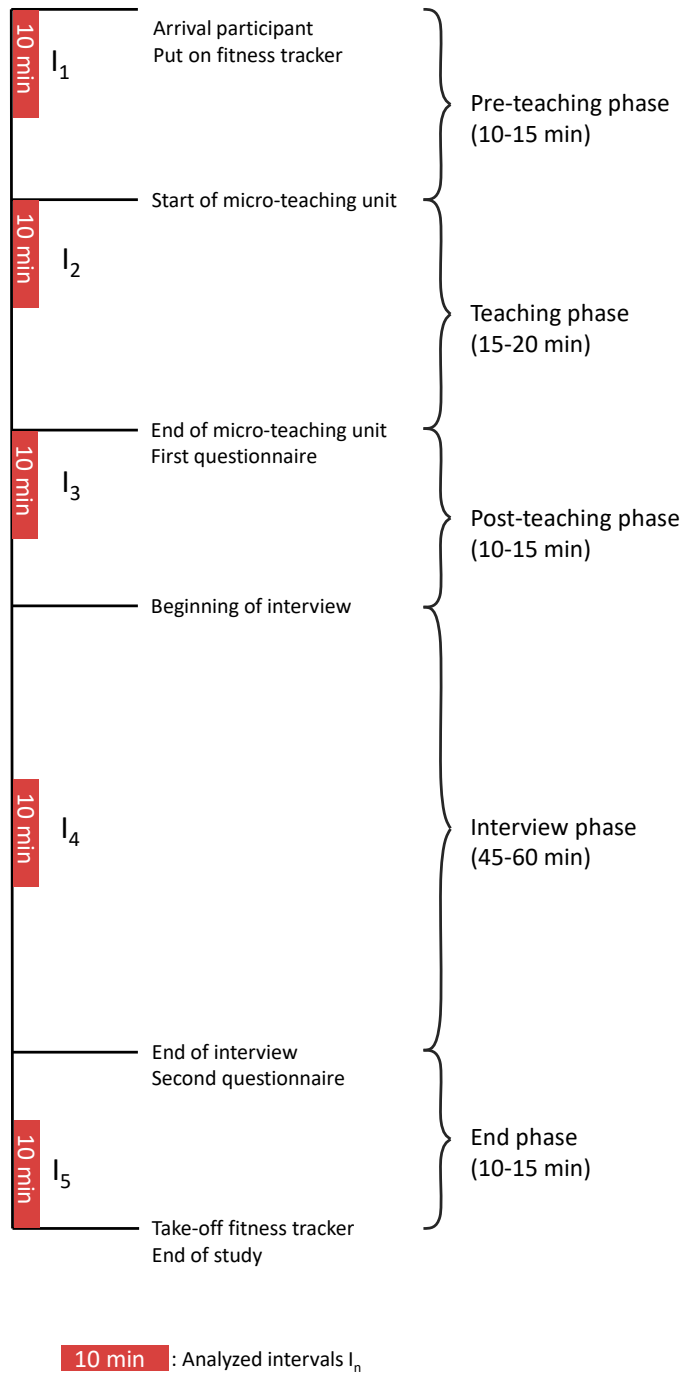 10 min
I1
Arrival participant
Put on fitness tracker
Pre-teaching phase
(10-15 min)
Start of micro-teaching unit
10 min
I2
Teaching phase
(15-20 min)
End of micro-teaching unit
First questionnaire
10 min
I3
Post-teaching phase
(10-15 min)
Beginning of interview
10 min
I4
Interview phase
(45-60 min)
End of interview
Second questionnaire
10 min
I5
End phase
(10-15 min)
Take-off fitness tracker
End of study
10 min : Analyzed intervals In